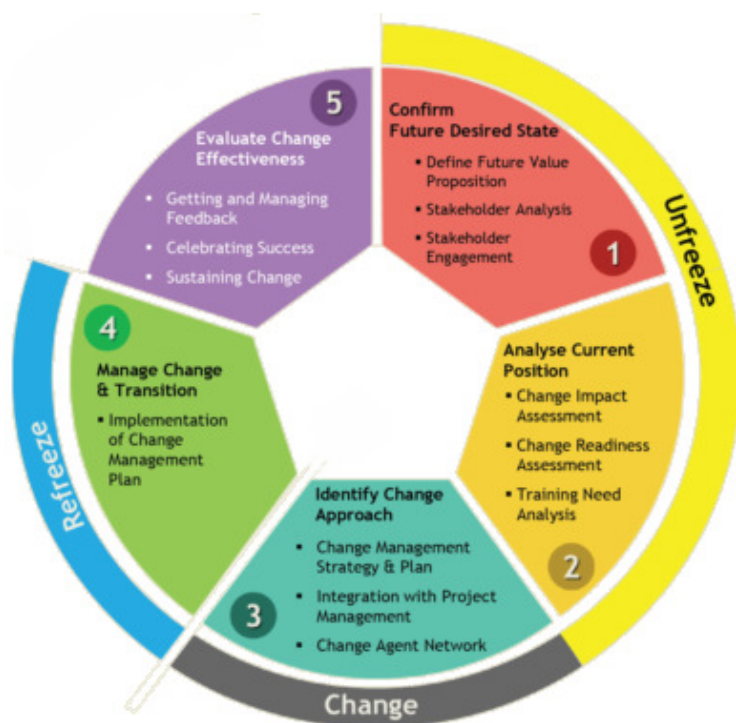 1
Confirm
Future Desired State
▪ Define Future Value
Proposition
▪ Stakeholder Analysis
▪ Stakeholder
Engagement
2
Analyse Current
Position
▪ Change Impact
Assessment
▪ Change Readiness
Assessment
▪ Training Need
Analysis
3
Identify Change
Approach
▪ Change Management
Strategy & Plan
▪ Integration with Project
Management
▪ Change Agent Network
4
Manage Change
& Transition
▪ Implementation
of Change
Management
Plan
5
Evaluate Change
Effectiveness
▪ Getting and Managing
Feedback
▪ Celebrating Success
▪ Sustaining Change
Unfreeze
Change
Refreeze